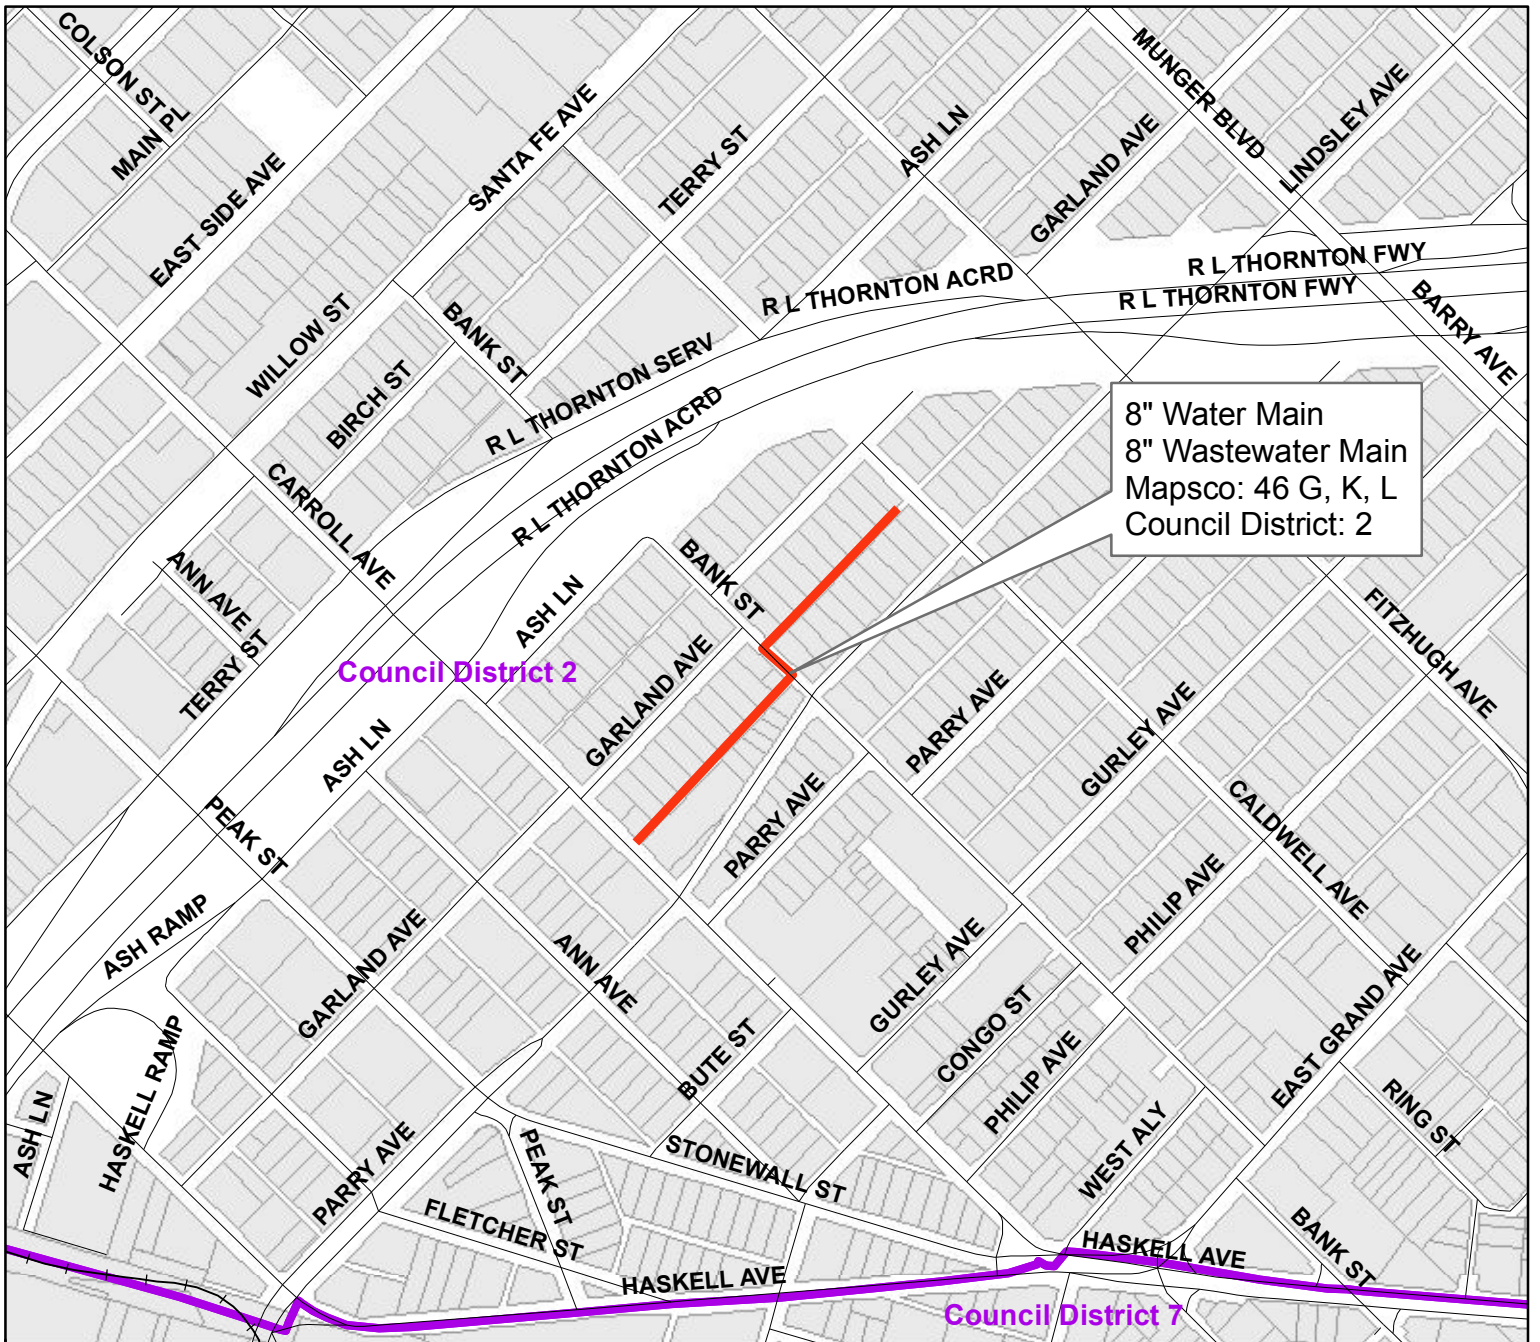 COLSON ST PL
MAIN PL
EAST SIDE AVE
SANTA FE AVE
TERRY ST
ASH LN
MUNGER BLVD
LINDSLEY AVE
GARLAND AVE
R L THORNTON ACRD
R L THORNTON FWY
R L THORNTON FWY
BARRY AVE
WILLOW ST
BANK ST
BIRCH ST
R L THORNTON SERV
R L THORNTON ACRD
8" Water Main
8" Wastewater Main
Mapsco: 46 G, K, L
Council District: 2
CARROLL AVE
ANN AVE
TERRY ST
BANK ST
ASH LN
Council District 2
GARLAND AVE
FITZHUGH AVE
PARRY AVE
GURLEY AVE
ASH LN
PEAK ST
PARRY AVE
CALDWELL AVE
PHILIP AVE
ASH RAMP
GARLAND AVE
ANN AVE
GURLEY AVE
EAST GRAND AVE
CONGO ST
BUTE ST
PHILIP AVE
HASKELL RAMP
ASH LN
RING ST
WEST ALY
PARRY AVE
PEAK ST
STONEWALL ST
FLETCHER ST
HASKELL AVE
HASKELL AVE
BANK ST
Council District 7